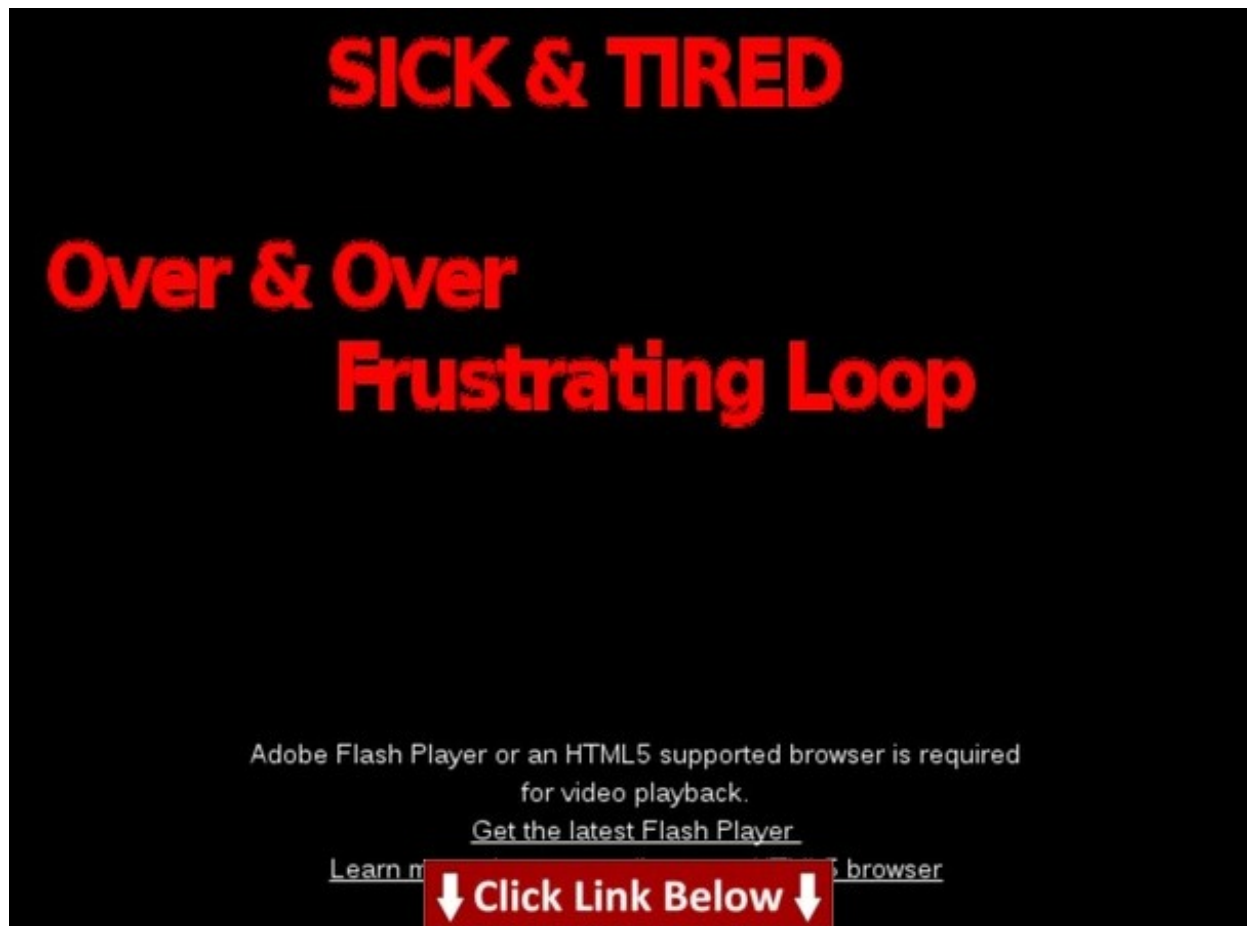 SICK & TIRED
Over & Over
Frustrating Loop
Adobe Flash Player or an HTML5 supported browser is required
for video playback.
Get the latest Flash Player
Learn browser
Click Link Below